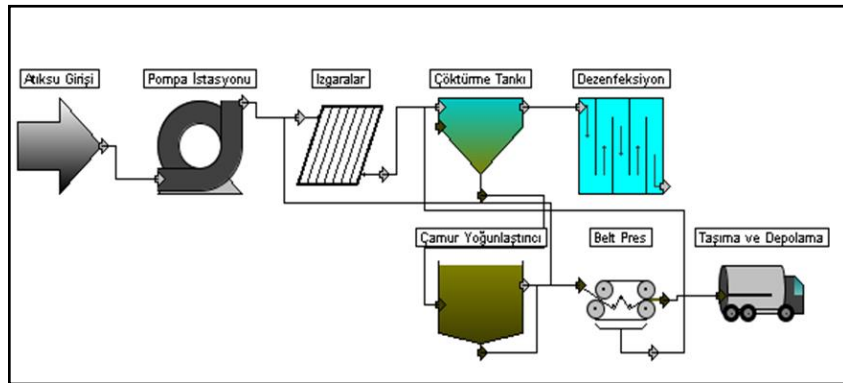 Atıksu Girişi
Pompa İstasyonu
Izgaralar
Çöktürme Tankı
Dezenfeksiyon
Çamur Yoğunlaştırıcı
Belt Pres
Taşıma ve Depolama